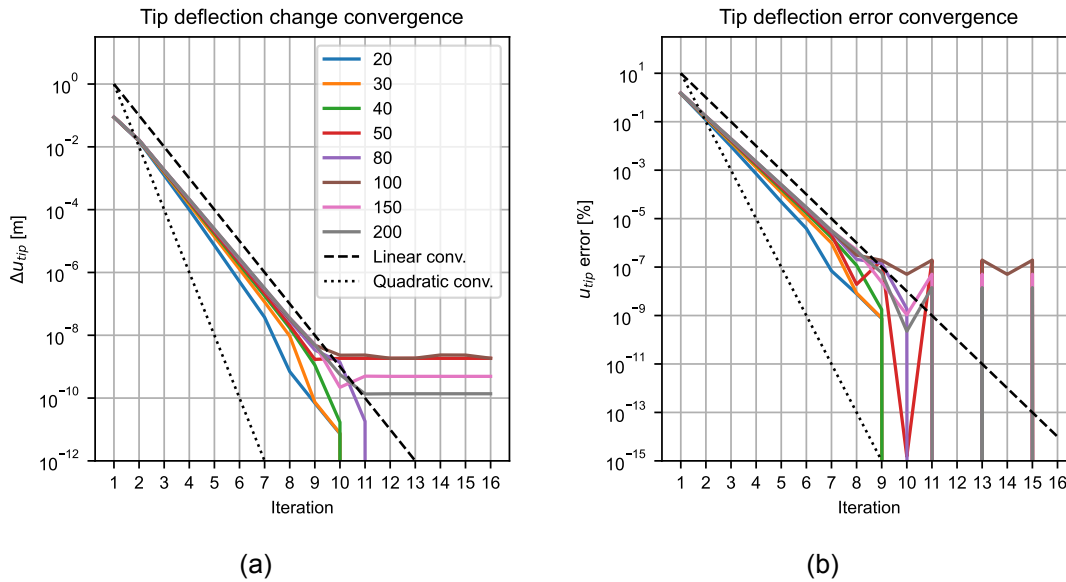 Tip deflection change convergence
10^0
10^-2
10^-4
10^-6
10^-8
10^-10
10^-12
Δu_tip [m]
20
30
40
50
80
100
150
200
Linear conv.
Quadratic conv.
1 2 3 4 5 6 7 8 9 10 11 12 13 14 15 16
Iteration
(a)
Tip deflection error convergence
10^1
10^-1
10^-3
10^-5
10^-7
10^-9
10^-11
10^-13
10^-15
u_tip error [%]
1 2 3 4 5 6 7 8 9 10 11 12 13 14 15 16
Iteration
(b)